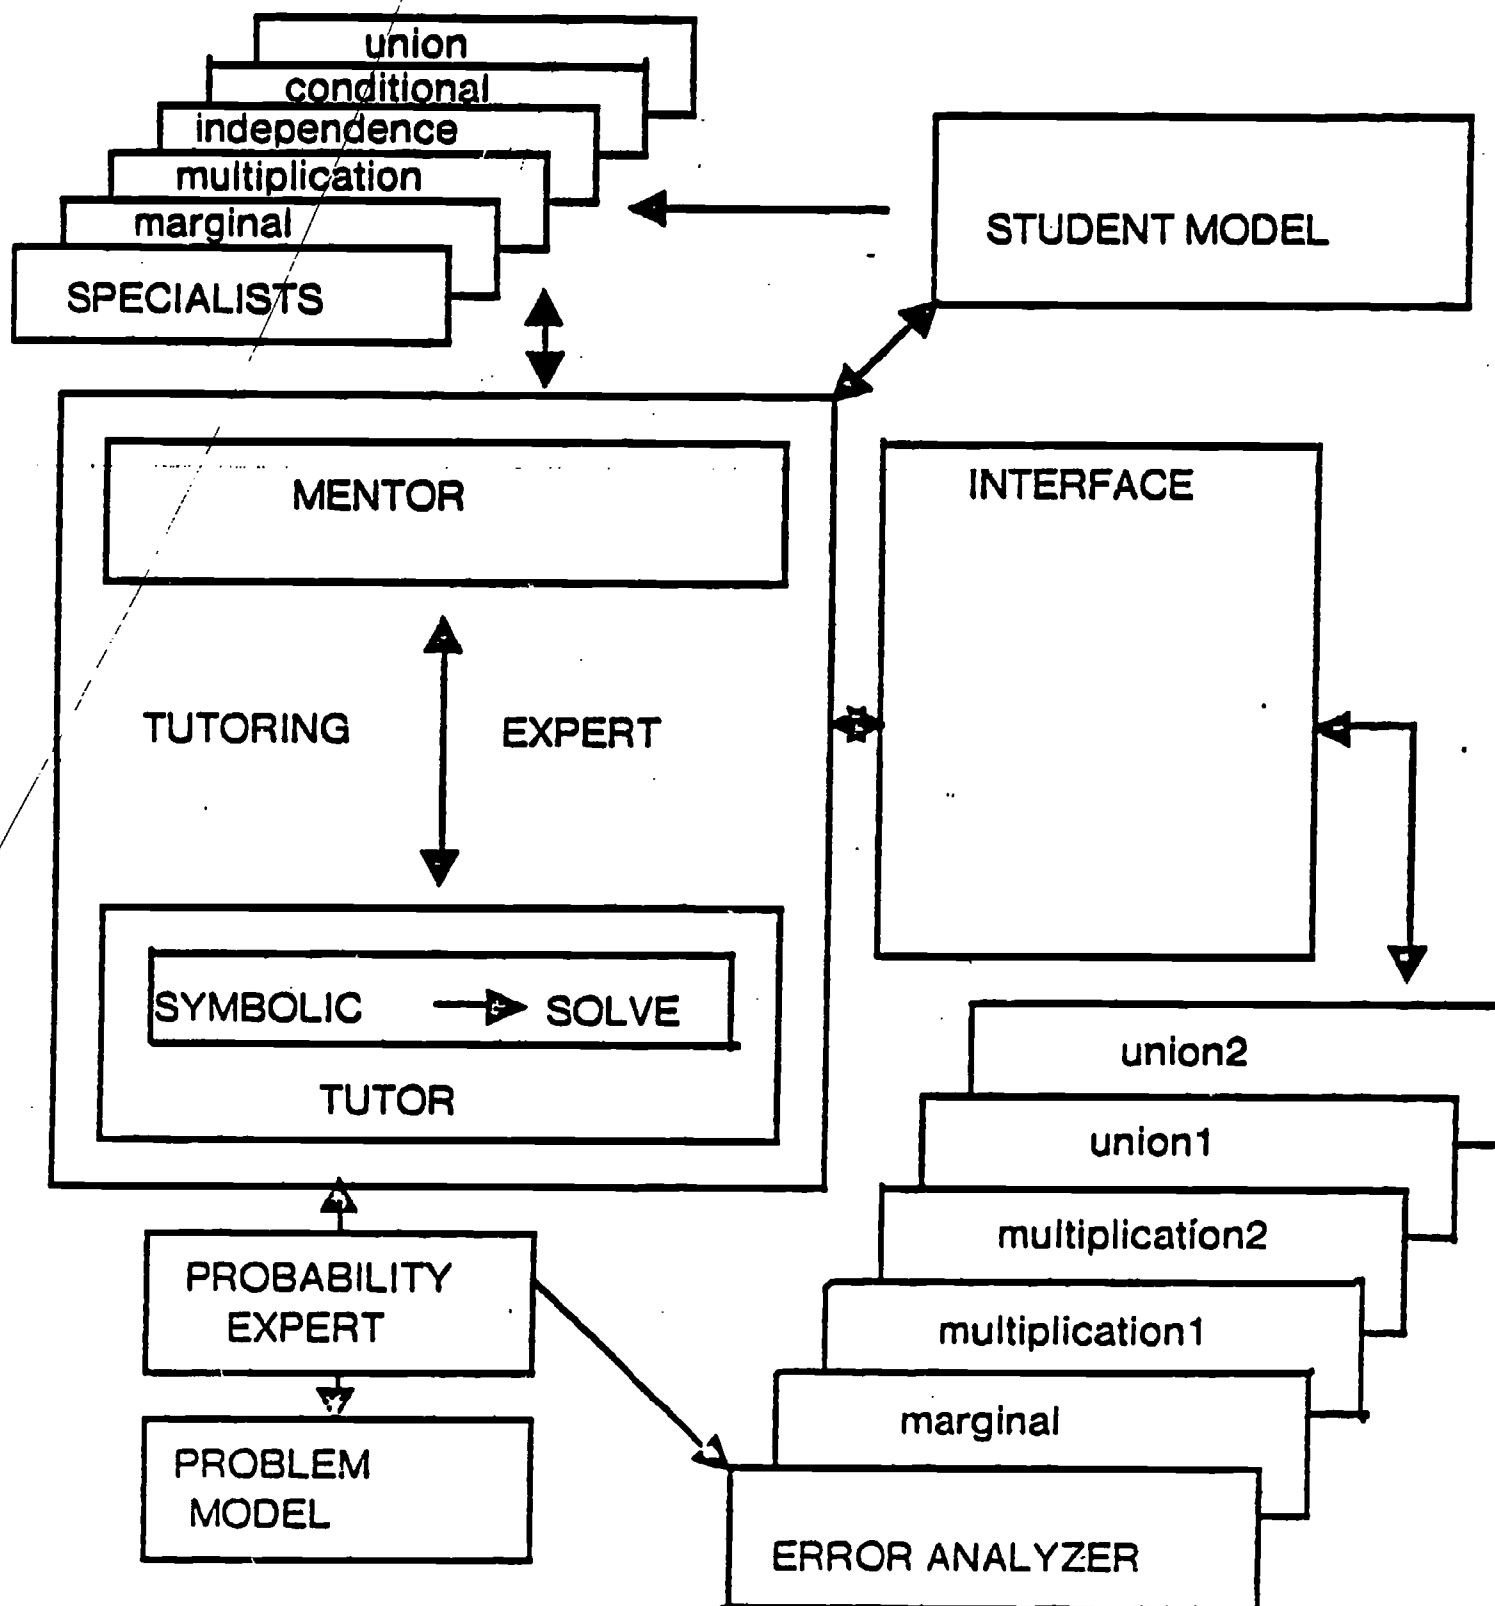 union
conditional
independence
multiplication
marginal
SPECIALISTS
STUDENT MODEL
MENTOR
INTERFACE
TUTORING EXPERT
SYMBOLIC SOLVE
TUTOR
union2
union1
multiplication2
multiplication1
marginal
ERROR ANALYZER
PROBABILITY
EXPERT
PROBLEM
MODEL